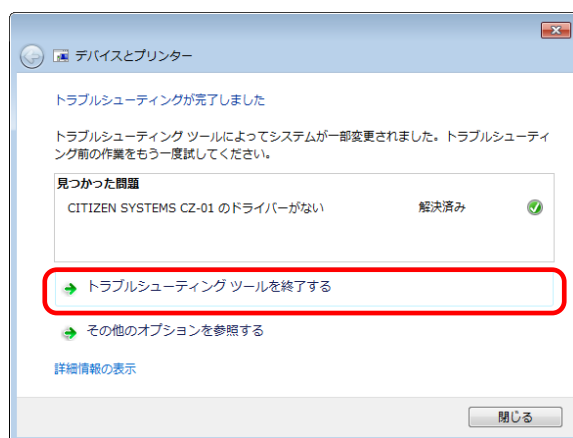 デバイスとプリンター
トラブルシューティングが完了しました
トラブルシューティング ツールによってシステムが一部変更されました。トラブルシューティ
ング前の作業をもう一度試してください。
見つかった問題
CITIZEN SYSTEMS CZ-01 のドライバーがない 解決済み
トラブルシューティング ツールを終了する
その他のオプションを参照する
詳細情報の表示
閉じる